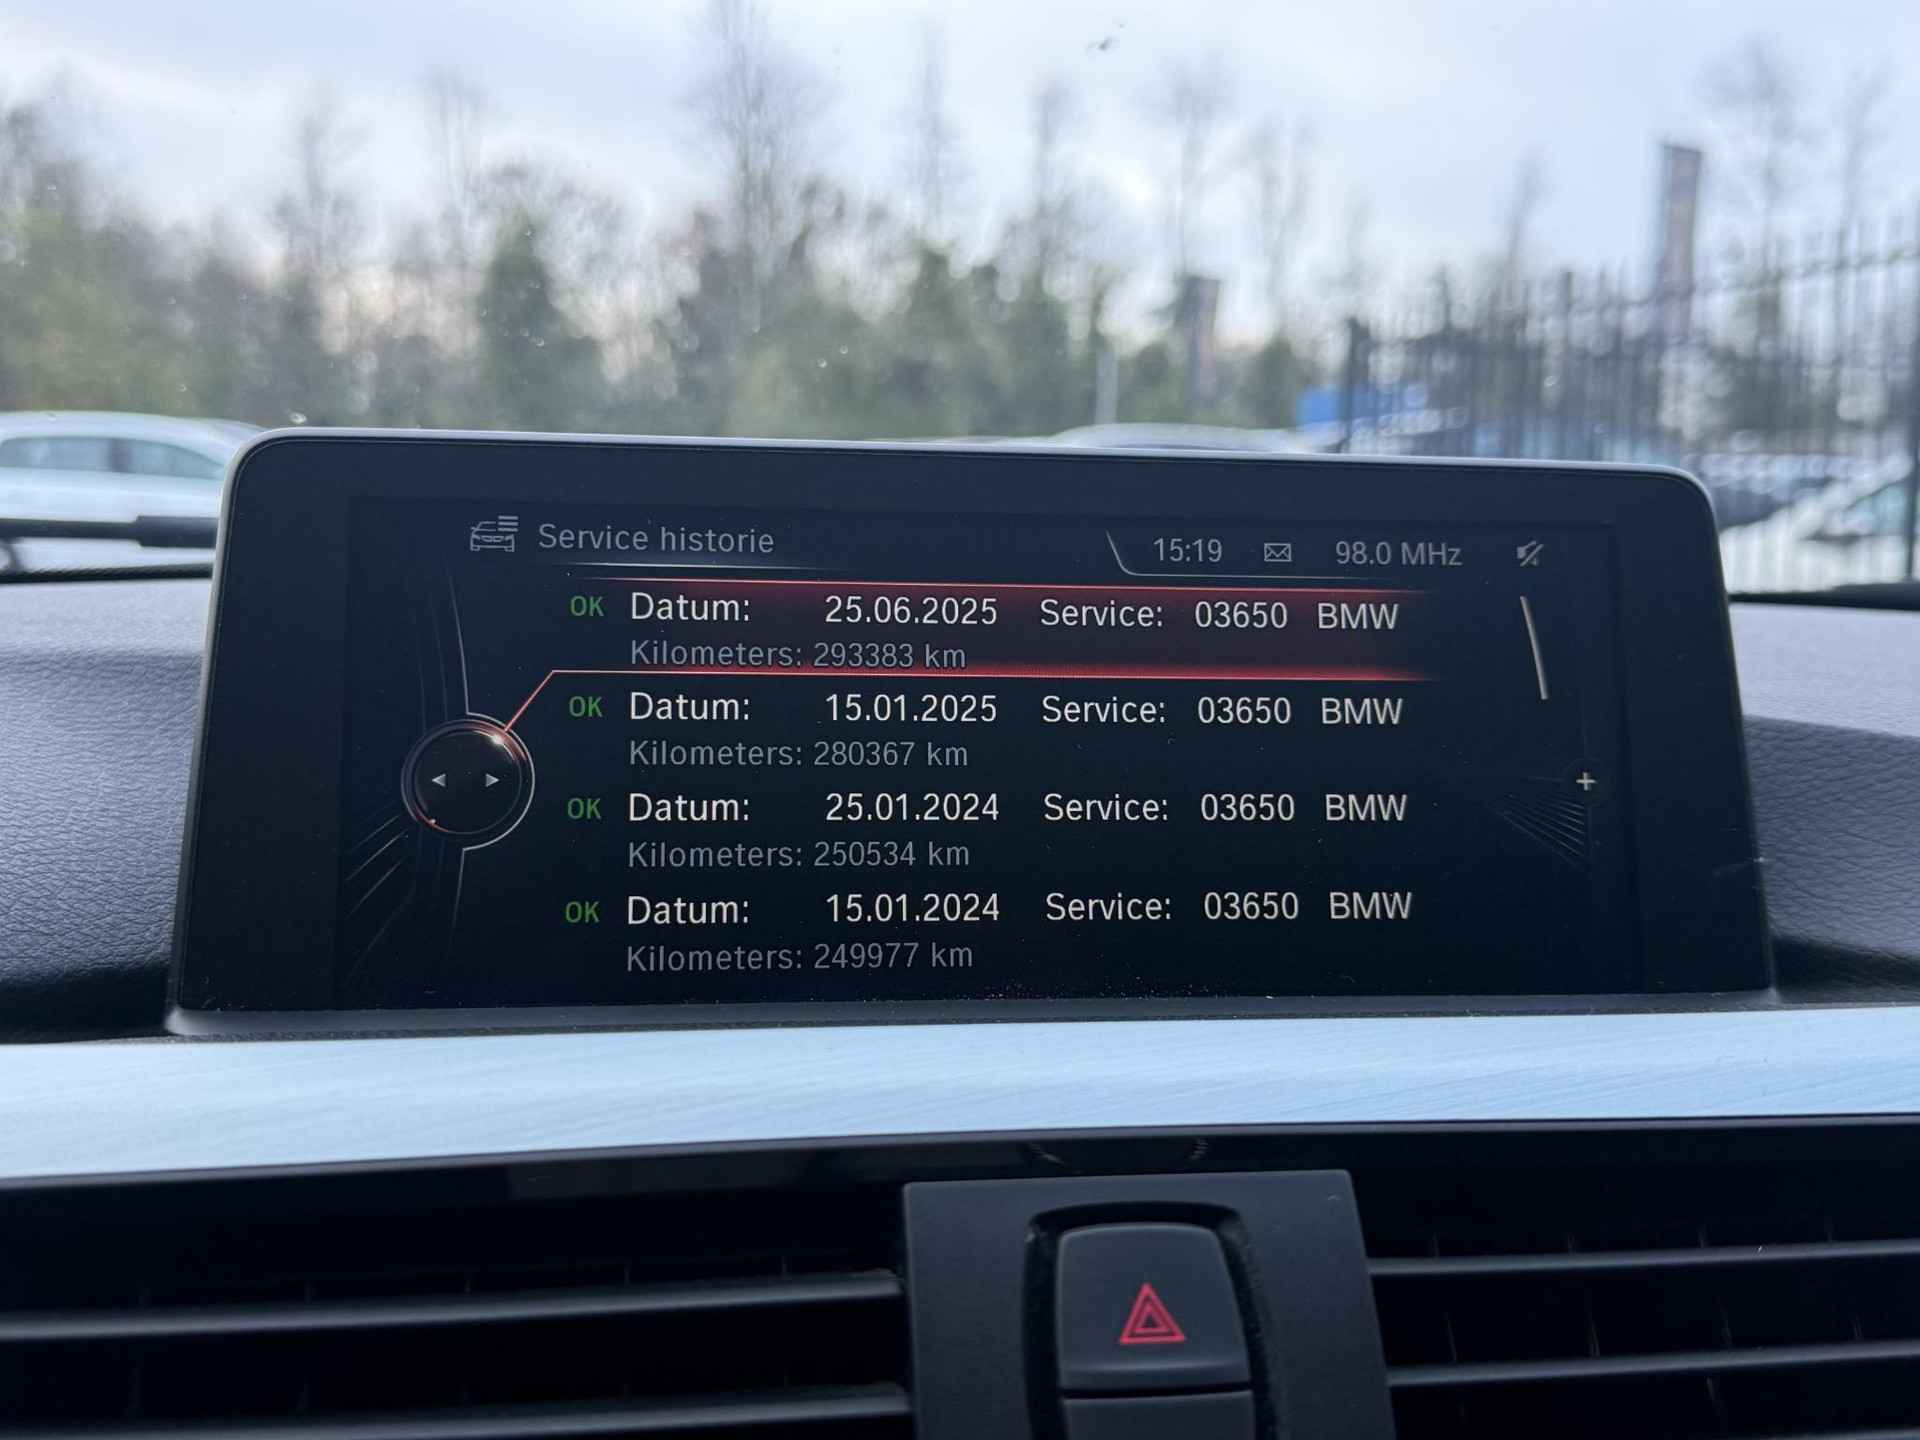 Service historie 15:19 98.0 MHz
OK Datum: 25.06.2025 Service: 03650 BMW
Kilometers: 293383 km
OK Datum: 15.01.2025 Service: 03650 BMW
Kilometers: 280367 km
OK Datum: 25.01.2024 Service: 03650 BMW
Kilometers: 250534 km
OK Datum: 15.01.2024 Service: 03650 BMW
Kilometers: 249977 km